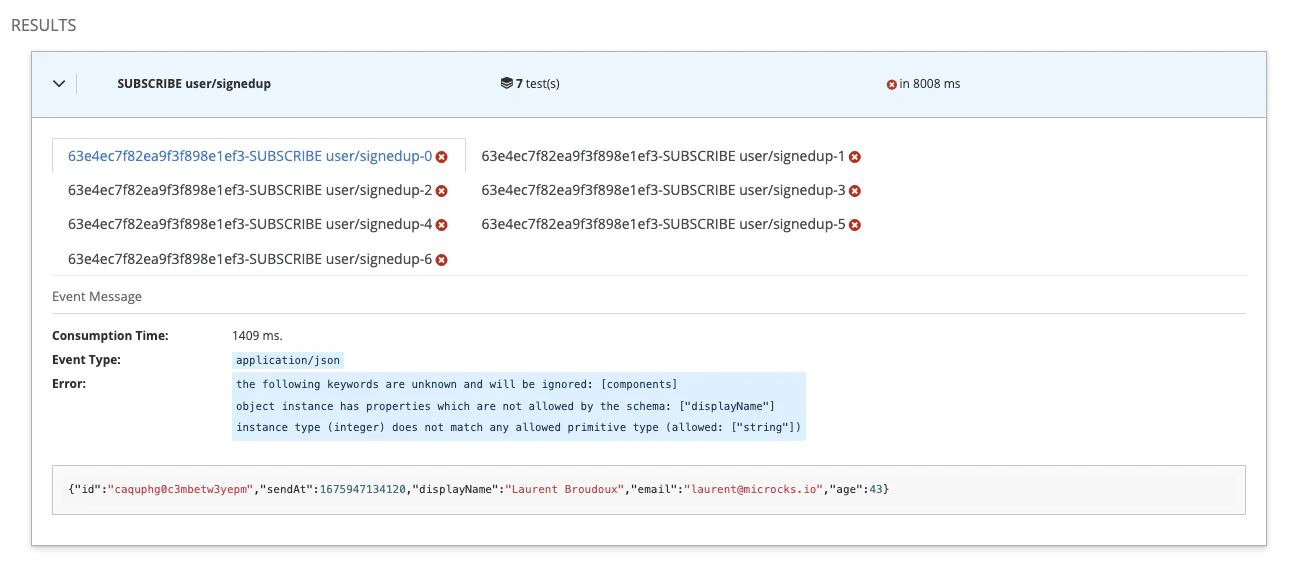 RESULTS
SUBSCRIBE user/signedup 7 test(s) in 8008 ms
63e4ec7f82ea9f3f898e1ef3-SUBSCRIBE user/signedup-0 63e4ec7f82ea9f3f898e1ef3-SUBSCRIBE user/signedup-1
63e4ec7f82ea9f3f898e1ef3-SUBSCRIBE user/signedup-2 63e4ec7f82ea9f3f898e1ef3-SUBSCRIBE user/signedup-3
63e4ec7f82ea9f3f898e1ef3-SUBSCRIBE user/signedup-4 63e4ec7f82ea9f3f898e1ef3-SUBSCRIBE user/signedup-5
63e4ec7f82ea9f3f898e1ef3-SUBSCRIBE user/signedup-6
Event Message
Consumption Time: 1409 ms.
Event Type: application/json
Error: the following keywords are unknown and will be ignored: [components]
object instance has properties which are not allowed by the schema: ["displayName"]
instance type (integer) does not match any allowed primitive type (allowed: ["string"])
{"id":"caquphg0c3mbetw3yepm","sendAt":1675947134120,"displayName":"Laurent Broudoux","email":"laurent@microcks.io","age":43}